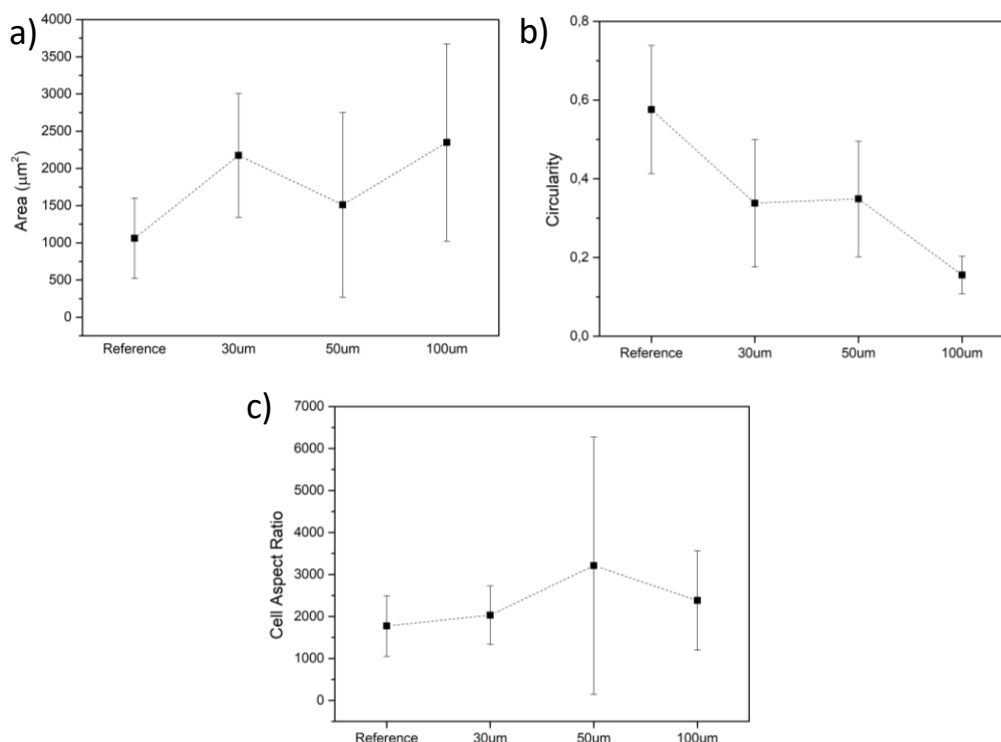 a)
Area (μm²)
4000
3500
3000
2500
2000
1500
1000
500
0
Reference 30um 50um 100um
b)
Circularity
0,8
0,6
0,4
0,2
0,0
Reference 30um 50um 100um
c)
Cell Aspect Ratio
7000
6000
5000
4000
3000
2000
1000
0
Reference 30um 50um 100um